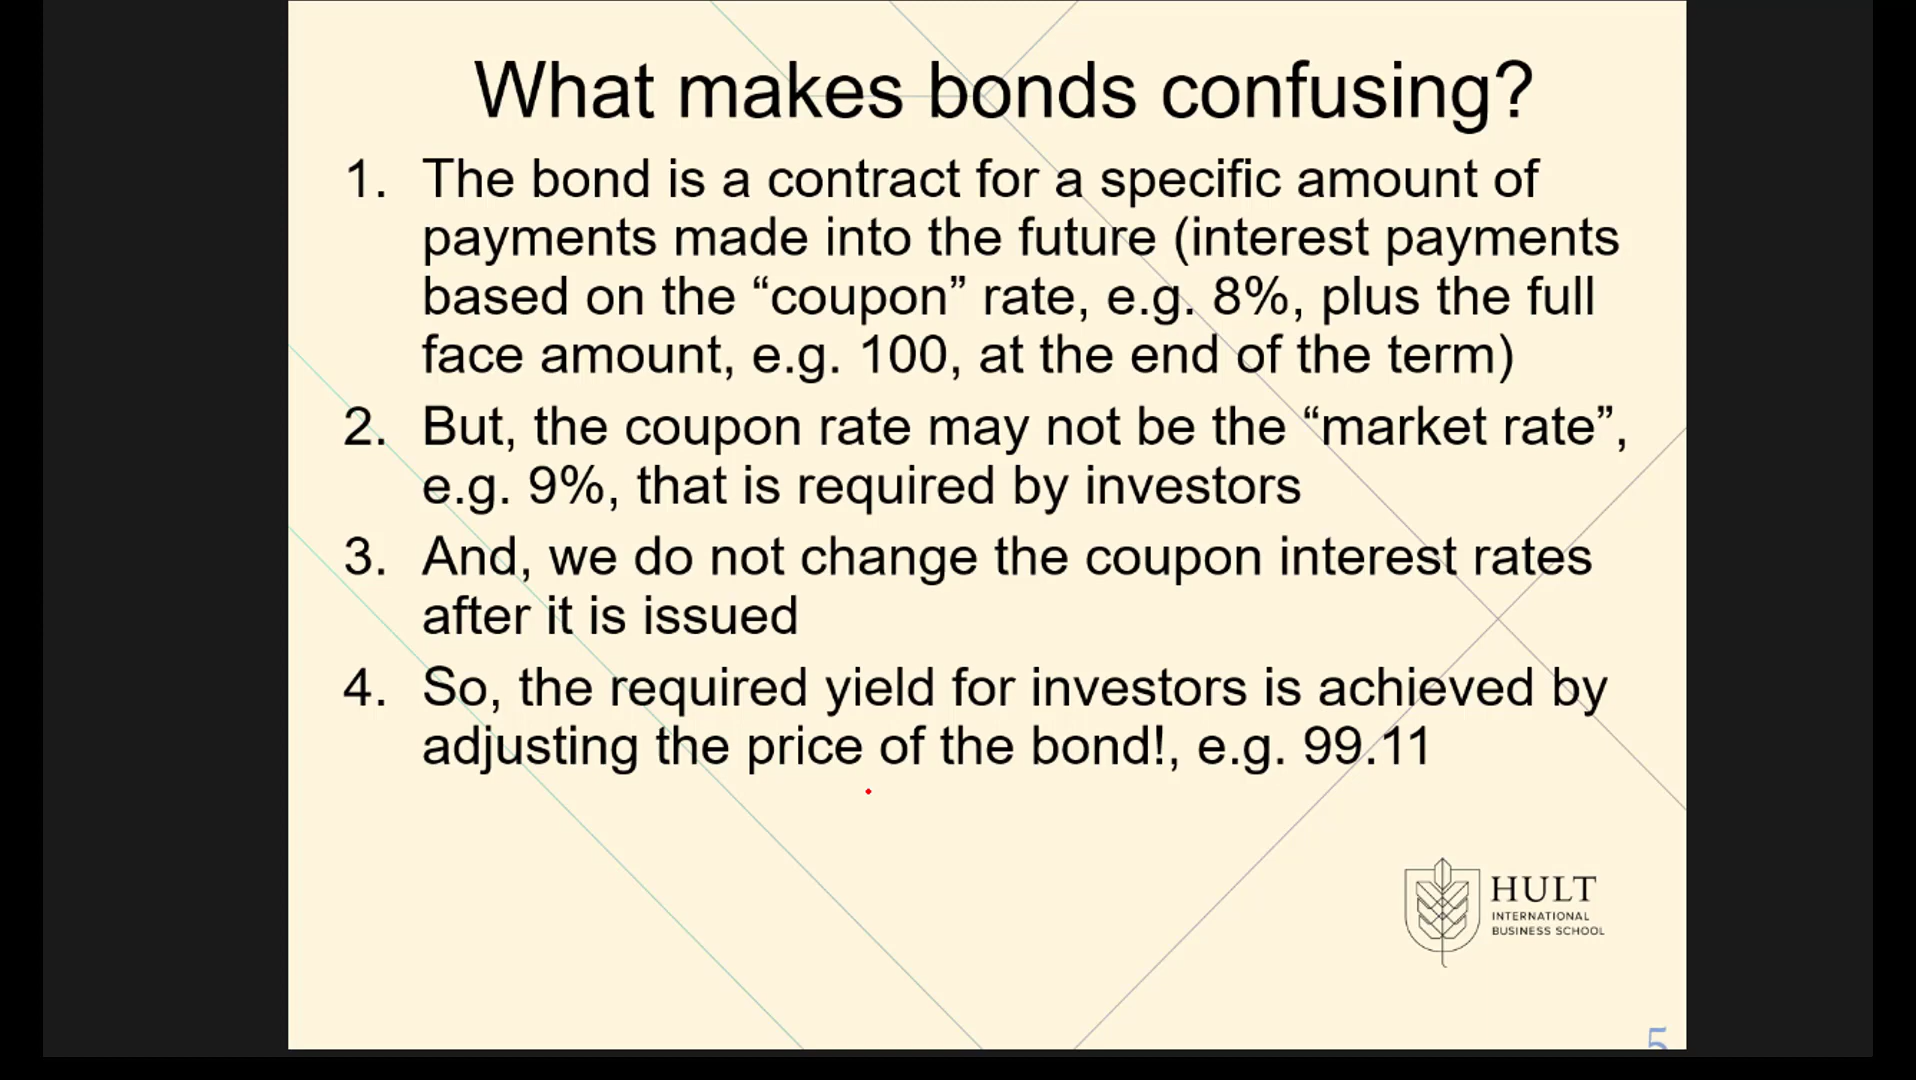 What makes bonds confusing?
1. The bond is a contract for a specific amount of
payments made into the future (interest payments
based on the “coupon” rate, e.g. 8%, plus the full
face amount, e.g. 100, at the end of the term)
2. But, the coupon rate may not be the “market rate”,
e.g. 9%, that is required by investors
3. And, we do not change the coupon interest rates
after it is issued
4. So, the required yield for investors is achieved by
adjusting the price of the bond!, e.g. 99.11
HULT
INTERNATIONAL
BUSINESS SCHOOL
5